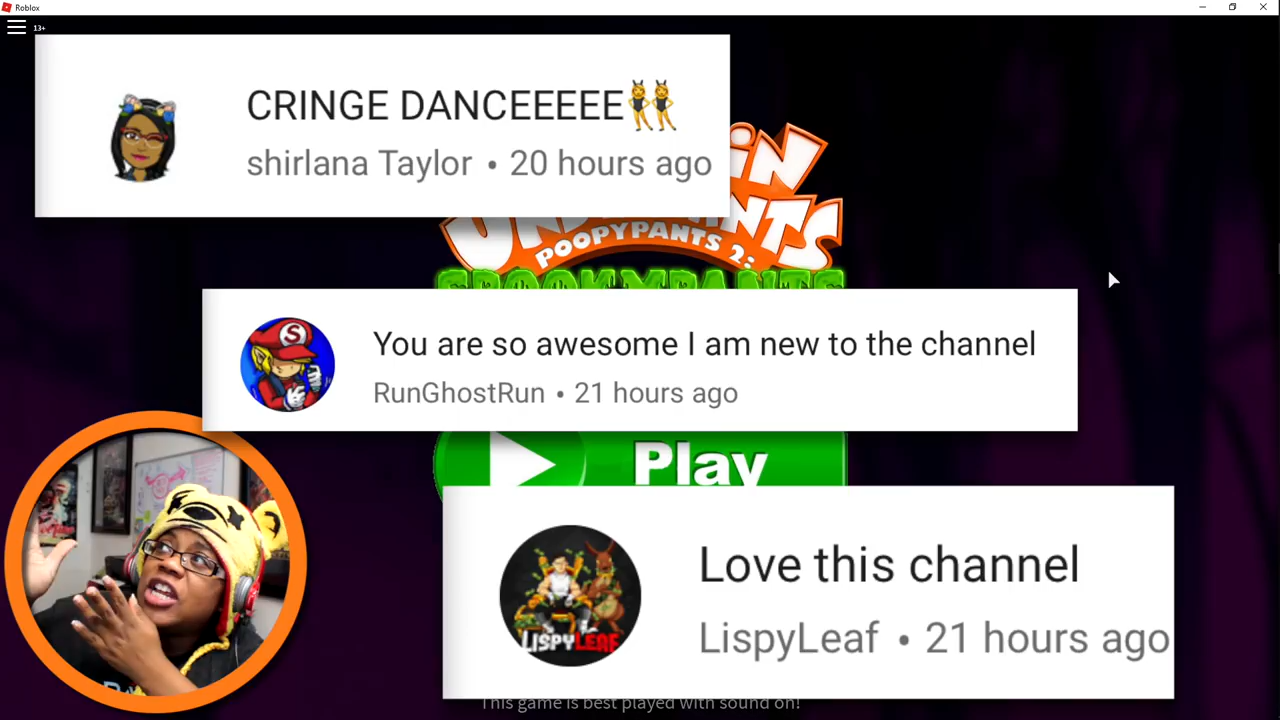 Roblox
13+
CRINGE DANCEEEEE👯
shirlana Taylor • 20 hours ago
POOPYPANTS 2:
SPOOKYPANTS
You are so awesome I am new to the channel
RunGhostRun • 21 hours ago
Play
Love this channel
LispyLeaf • 21 hours ago
S
LISPYLEAF
This game is best played with sound on!